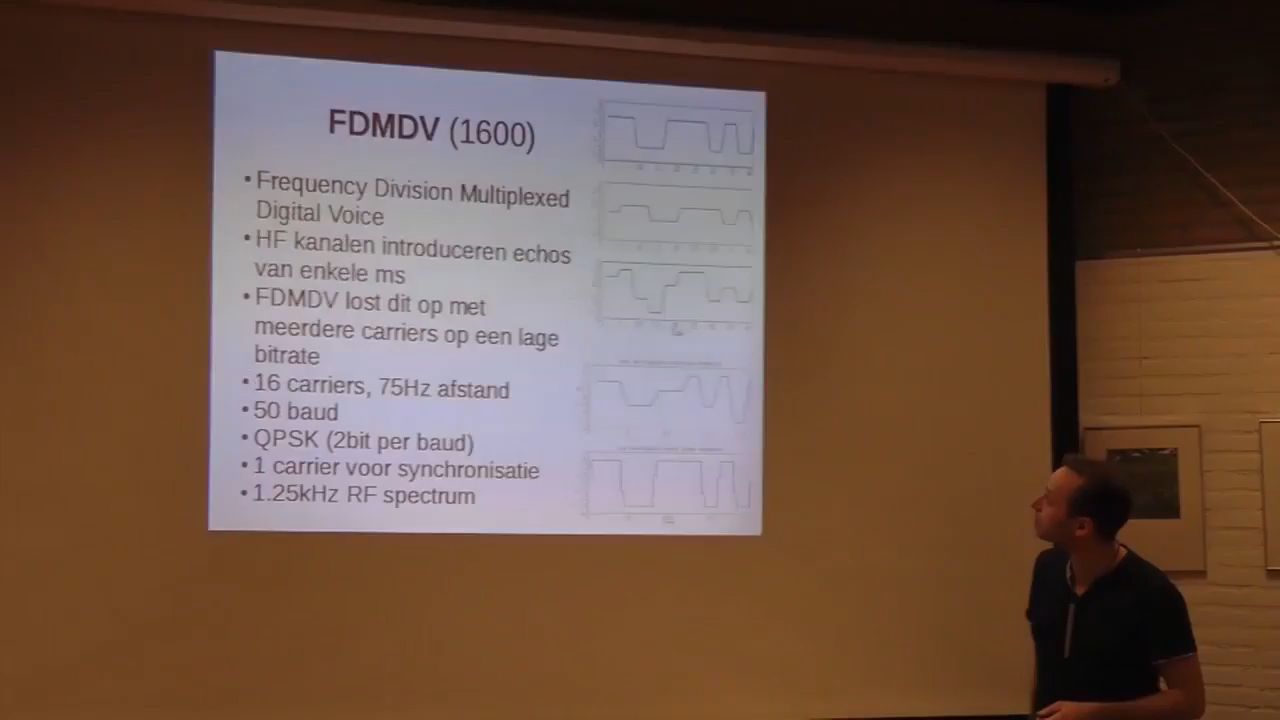 FDMDV (1600)
• Frequency Division Multiplexed
Digital Voice
• HF kanalen introduceren echos
van enkele ms
• FDMDV lost dit op met
meerdere carriers op een lage
bitrate
• 16 carriers, 75Hz afstand
• 50 baud
• QPSK (2bit per baud)
• 1 carrier voor synchronisatie
• 1.25kHz RF spectrum